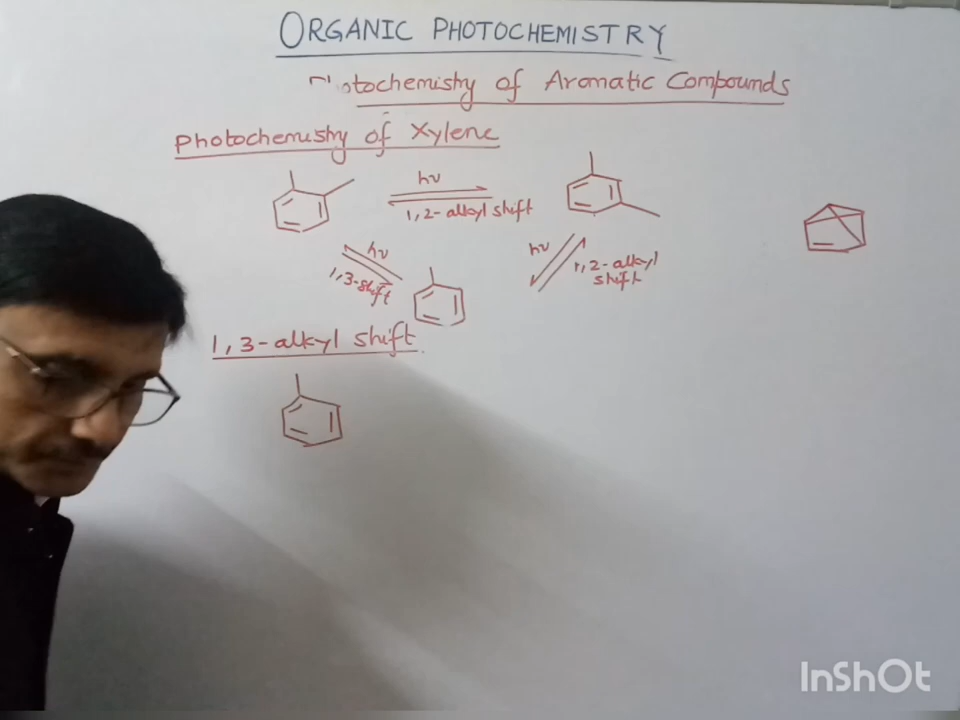 ORGANIC PHOTOCHEMISTRY
Photochemistry of Aromatic Compounds
Photochemistry of Xylene
hν
1,2-alkyl shift
hν
1,3-shift
hν
1,2-alkyl
shift
1,3-alkyl shift
InShOt